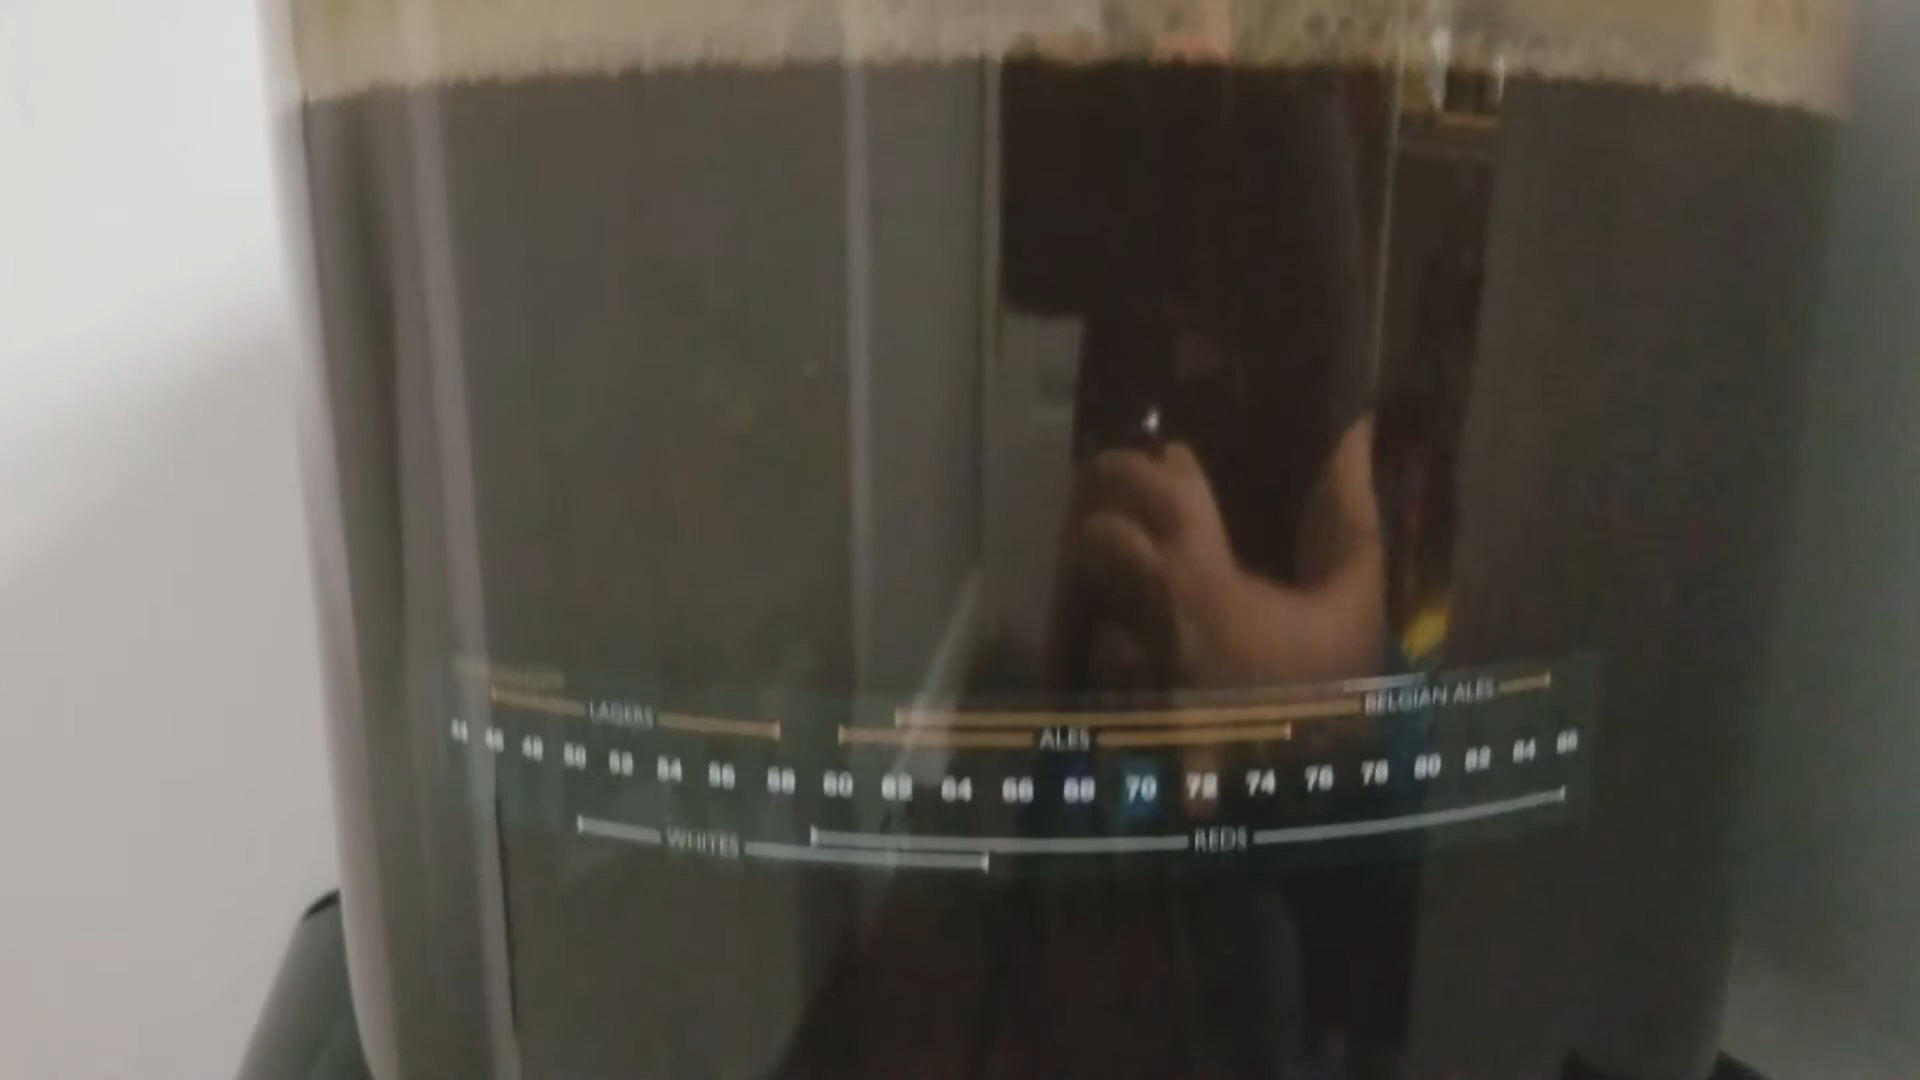 LAGERS
BELGIAN ALES
ALES
44 46 48 50 52 54 56 58 60 62 64 66 68 70 72 74 76 78 80 82 84 86
WHITES
REDS